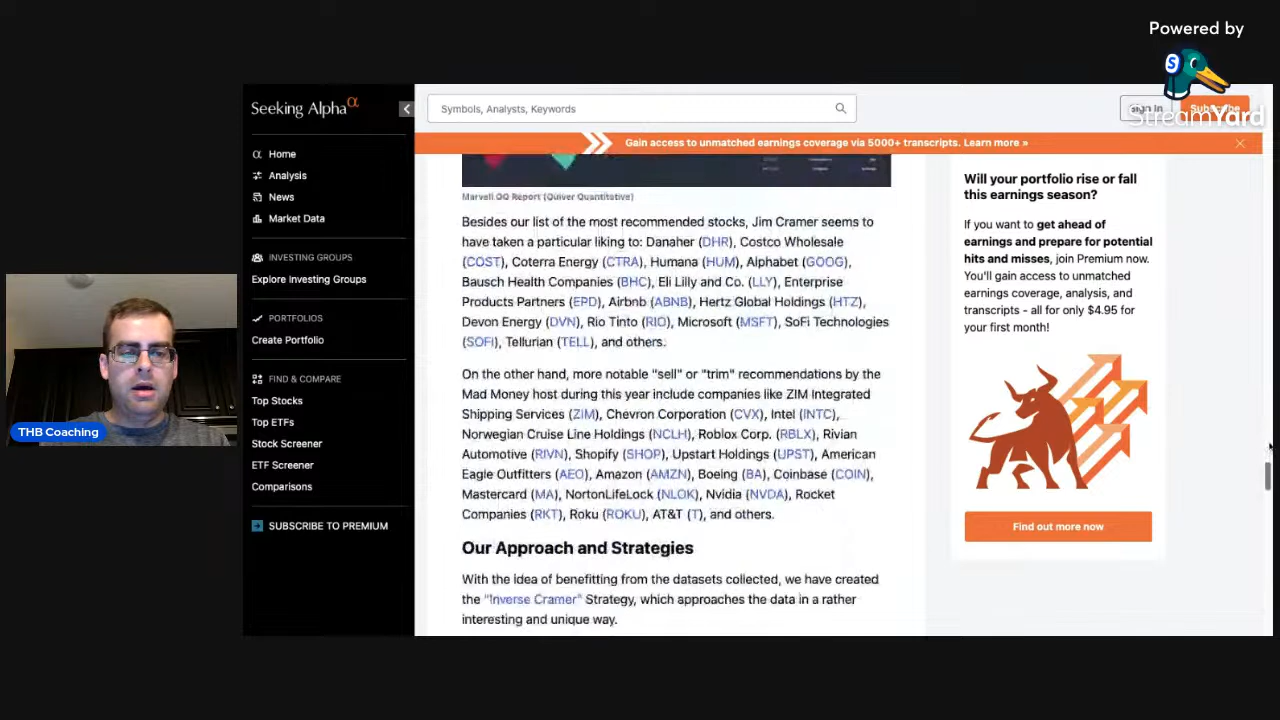 Powered by
StreamYard
Seeking Alpha α
Symbols, Analysts, Keywords
Sign In
Subscribe
Gain access to unmatched earnings coverage via 5000+ transcripts. Learn more »
Home
Analysis
News
Market Data
INVESTING GROUPS
Explore Investing Groups
PORTFOLIOS
Create Portfolio
FIND & COMPARE
Top Stocks
Top ETFs
Stock Screener
ETF Screener
Comparisons
SUBSCRIBE TO PREMIUM
THB Coaching
Marvell QQ Report (Quiver Quantitative)
Besides our list of the most recommended stocks, Jim Cramer seems to
have taken a particular liking to: Danaher (DHR), Costco Wholesale
(COST), Coterra Energy (CTRA), Humana (HUM), Alphabet (GOOG),
Bausch Health Companies (BHC), Eli Lilly and Co. (LLY), Enterprise
Products Partners (EPD), Airbnb (ABNB), Hertz Global Holdings (HTZ),
Devon Energy (DVN), Rio Tinto (RIO), Microsoft (MSFT), SoFi Technologies
(SOFI), Tellurian (TELL), and others.
On the other hand, more notable "sell" or "trim" recommendations by the
Mad Money host during this year include companies like ZIM Integrated
Shipping Services (ZIM), Chevron Corporation (CVX), Intel (INTC),
Norwegian Cruise Line Holdings (NCLH), Roblox Corp. (RBLX), Rivian
Automotive (RIVN), Shopify (SHOP), Upstart Holdings (UPST), American
Eagle Outfitters (AEO), Amazon (AMZN), Boeing (BA), Coinbase (COIN),
Mastercard (MA), NortonLifeLock (NLOK), Nvidia (NVDA), Rocket
Companies (RKT), Roku (ROKU), AT&T (T), and others.
Our Approach and Strategies
With the idea of benefitting from the datasets collected, we have created
the "Inverse Cramer" Strategy, which approaches the data in a rather
interesting and unique way.
Will your portfolio rise or fall
this earnings season?
If you want to get ahead of
earnings and prepare for potential
hits and misses, join Premium now.
You'll gain access to unmatched
earnings coverage, analysis, and
transcripts - all for only $4.95 for
your first month!
Find out more now